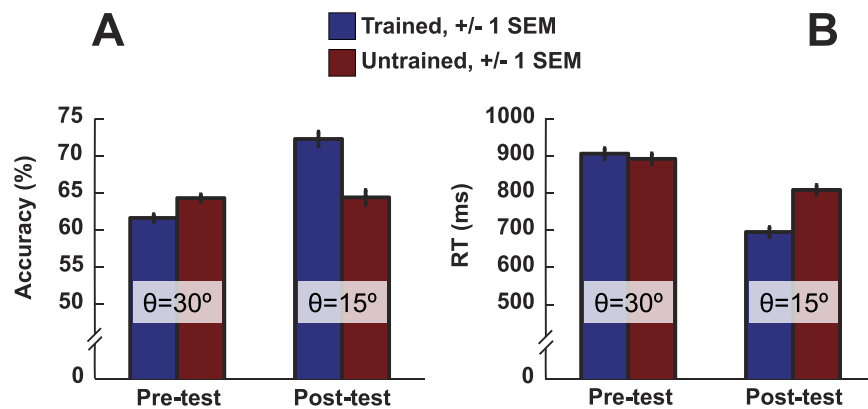 A
Trained, +/- 1 SEM
Untrained, +/- 1 SEM
B
Accuracy (%)
75
70
65
60
55
50
0
θ=30º
θ=15º
Pre-test
Post-test
RT (ms)
1000
900
800
700
600
500
0
θ=30º
θ=15º
Pre-test
Post-test